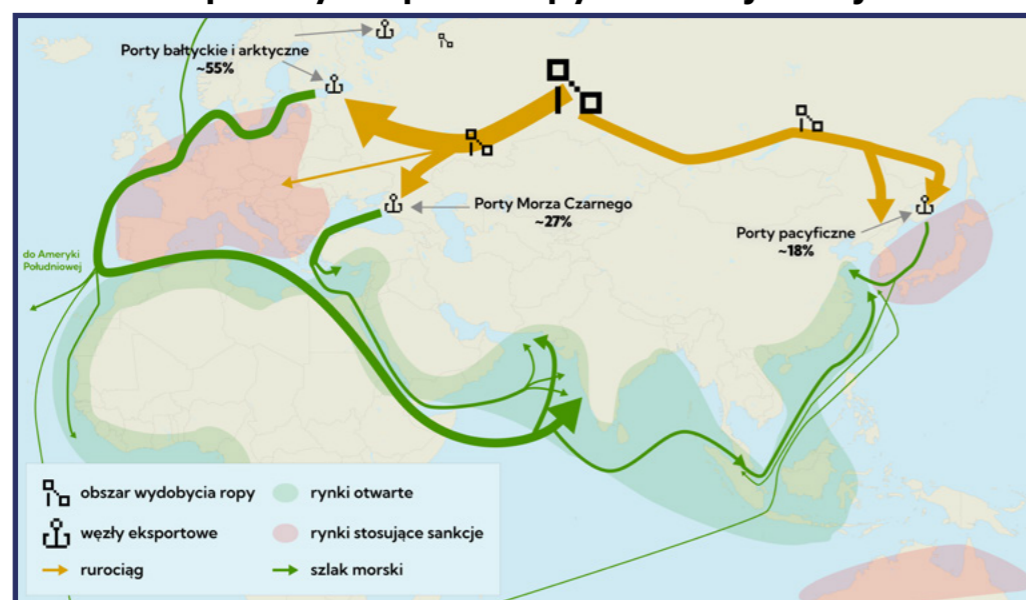 Porty bałtyckie i arktyczne
~55%
Porty Morza Czarnego
~27%
Porty pacyficzne
~18%
do Ameryki
Południowej
obszar wydobycia ropy
rynki otwarte
węzły eksportowe
rynki stosujące sankcje
rurociąg
szlak morski